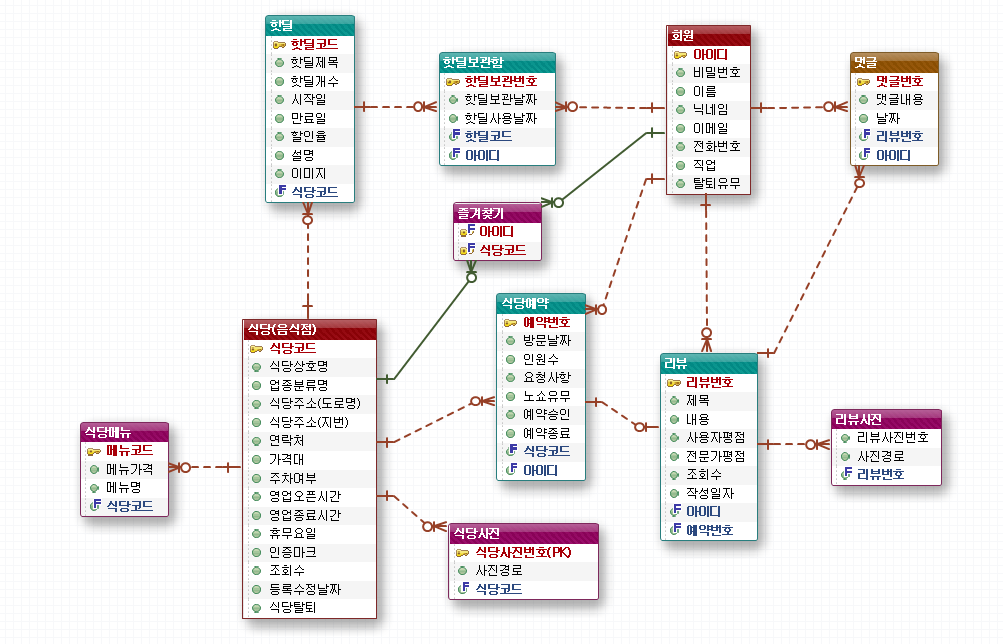 핫딜
핫딜코드
핫딜제목
핫딜개수
시작일
만료일
할인율
설명
이미지
식당코드
핫딜보관함
핫딜보관번호
핫딜보관날짜
핫딜사용날짜
핫딜코드
아이디
회원
아이디
비밀번호
이름
닉네임
이메일
전화번호
직업
탈퇴유무
댓글
댓글번호
댓글내용
날짜
리뷰번호
아이디
즐겨찾기
아이디
식당코드
식당예약
예약번호
방문날짜
인원수
요청사항
노쇼유무
예약승인
예약종료
식당코드
아이디
식당(음식점)
식당코드
식당상호명
업종분류명
식당주소(도로명)
식당주소(지번)
연락처
가격대
주차여부
영업오픈시간
영업종료시간
휴무요일
인증마크
조회수
등록수정날짜
식당탈퇴
리뷰
리뷰번호
제목
내용
사용자평점
전문가평점
조회수
작성일자
아이디
예약번호
리뷰사진
리뷰사진번호
사진경로
리뷰번호
식당메뉴
메뉴코드
메뉴가격
메뉴명
식당코드
식당사진
식당사진번호(PK)
사진경로
식당코드